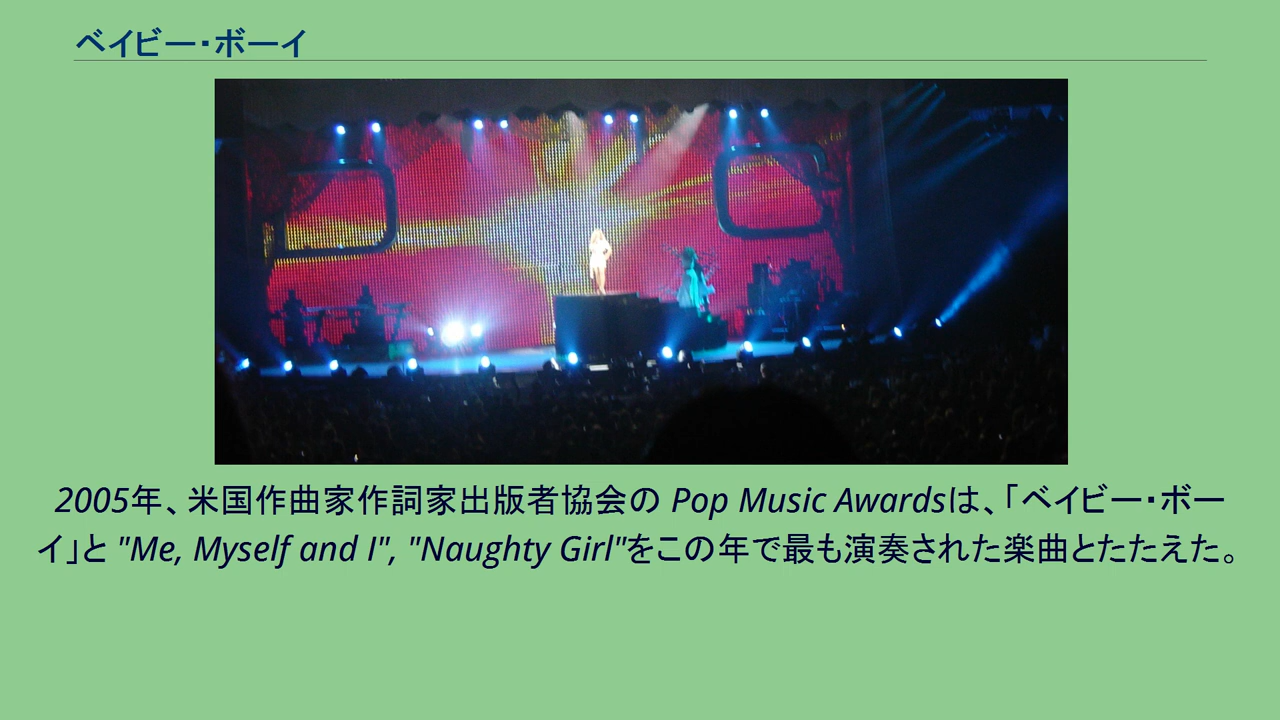 ベイビー・ボーイ
2005年、米国作曲家作詞家出版者協会の Pop Music Awardsは、「ベイビー・ボー
イ」と "Me, Myself and I", "Naughty Girl"をこの年で最も演奏された楽曲とたたえた。